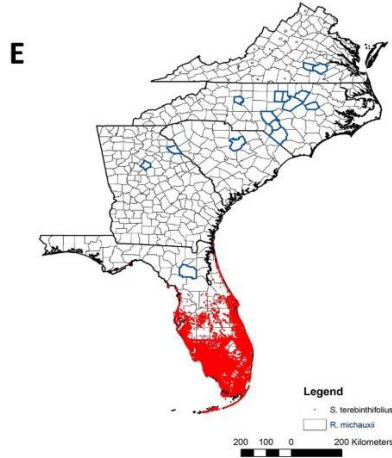 E
Legend
S. terebinthifolius
R. michauxii
200 100 0 200 Kilometers